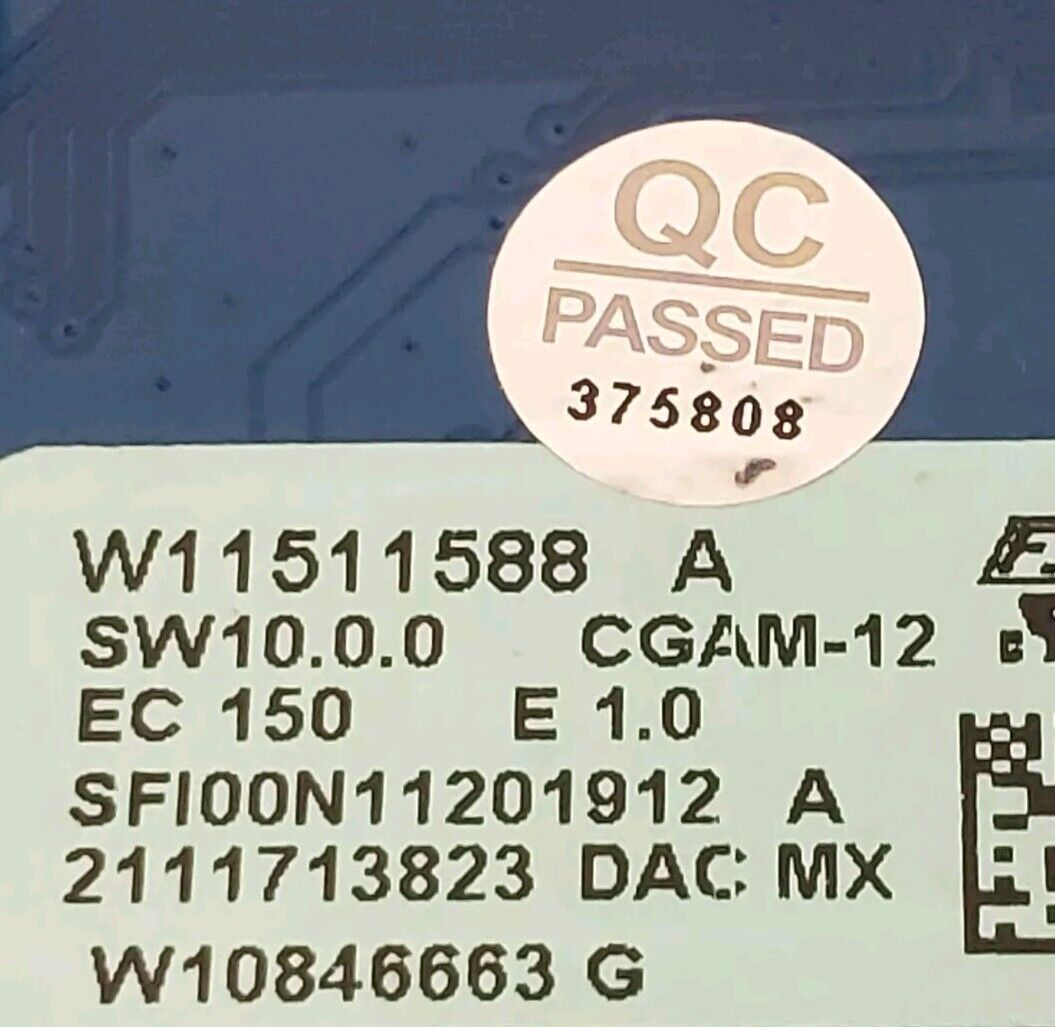 QC
PASSED
375808
W11511588 A
SW10.0.0 CGAM-12
EC 150 E 1.0
SFI00N11201912 A
2111713823 DAC MX
W10846663 G